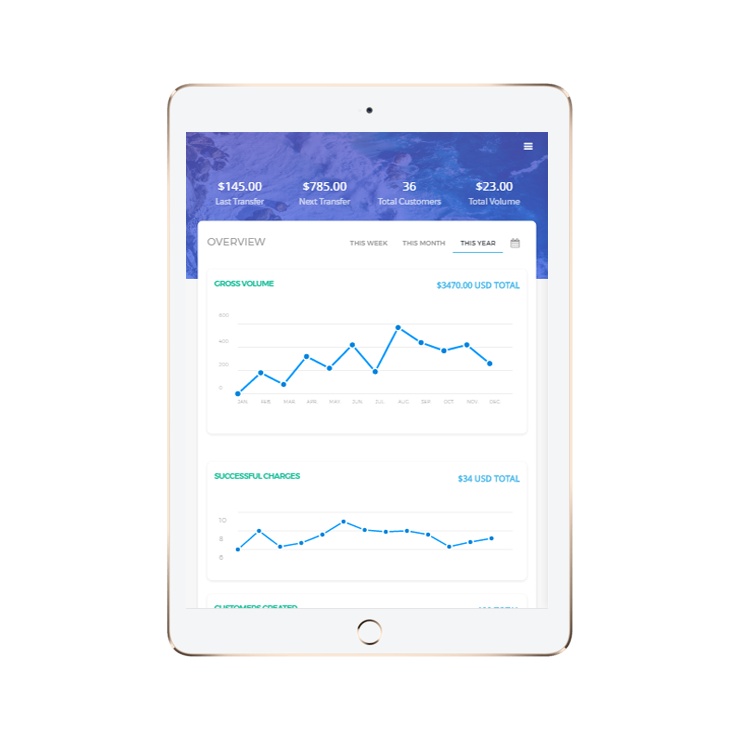 $145.00 $785.00 36 $23.00
Last Transfer Next Transfer Total Customers Total Volume
OVERVIEW THIS WEEK THIS MONTH THIS YEAR
GROSS VOLUME $3470.00 USD TOTAL
600
400
200
0
JAN FEB MAR APR MAY JUN JUL AUG SEP OCT NOV DEC
SUCCESSFUL CHARGES $34 USD TOTAL
10
8
6
CUSTOMERS CREATED